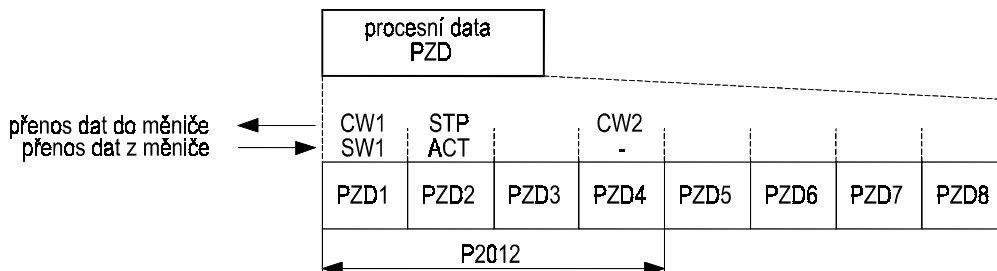 procesní data
PZD
přenos dat do měniče CW1 STP CW2
přenos dat z měniče SW1 ACT -
PZD1 PZD2 PZD3 PZD4 PZD5 PZD6 PZD7 PZD8
P2012